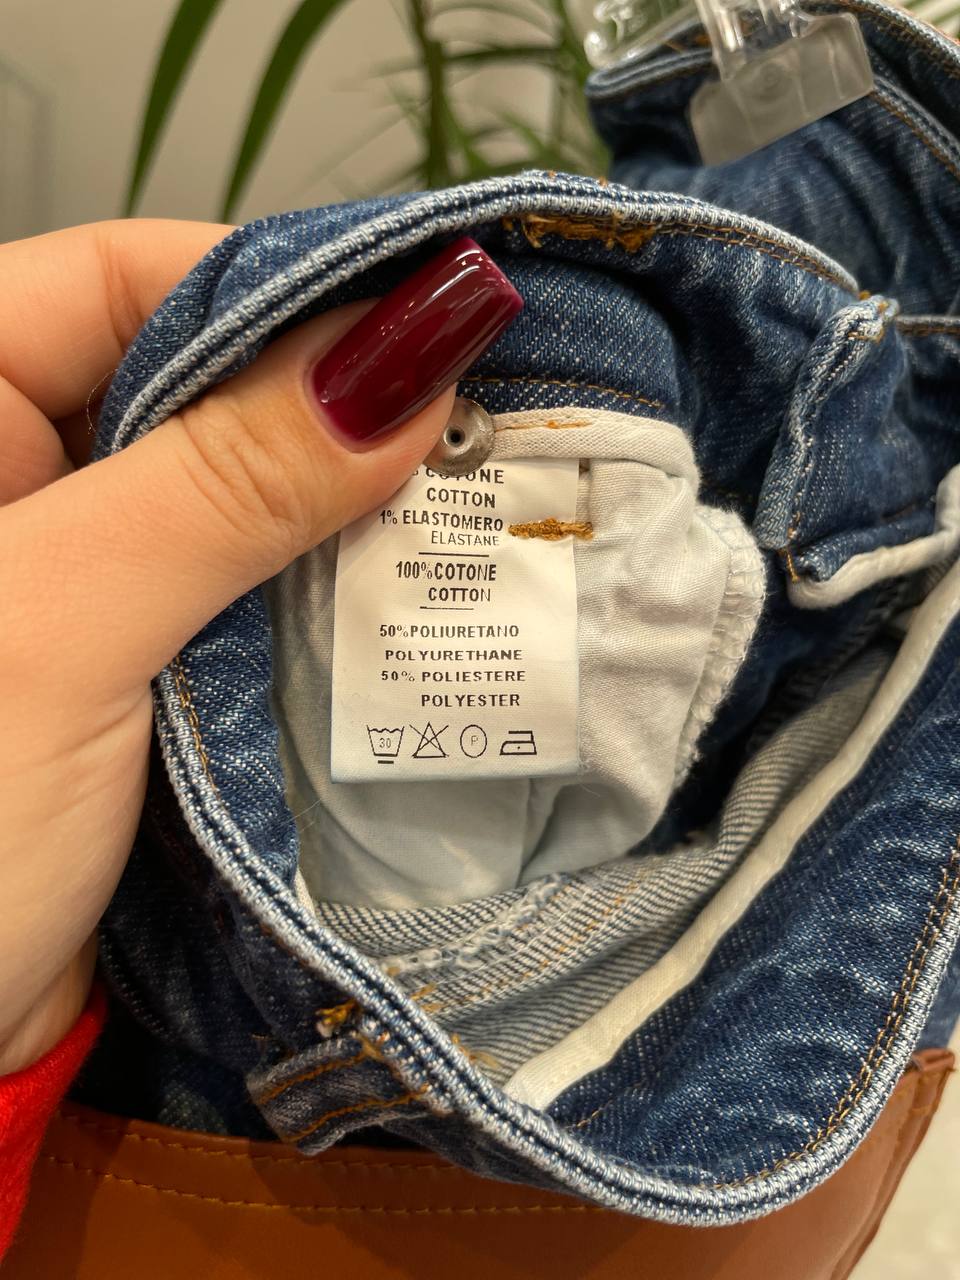 % COTONE
COTTON
1% ELASTOMERO
ELASTANE
100%COTONE
COTTON
50%POLIURETANO
POLYURETHANE
50% POLIESTERE
POLYESTER
30 P